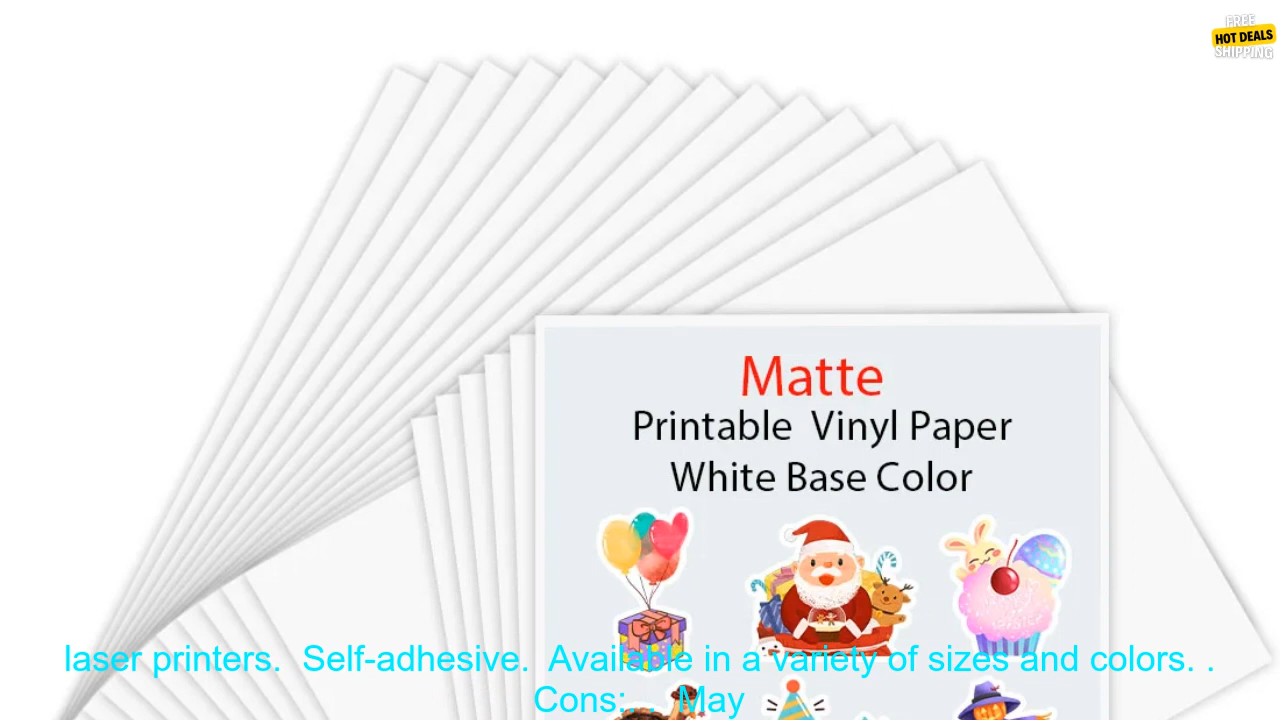 FREE
HOT DEALS
SHIPPING
Matte
Printable Vinyl Paper
White Base Color
laser printers. Self-adhesive. Available in a variety of sizes and colors. .
Cons: . . May